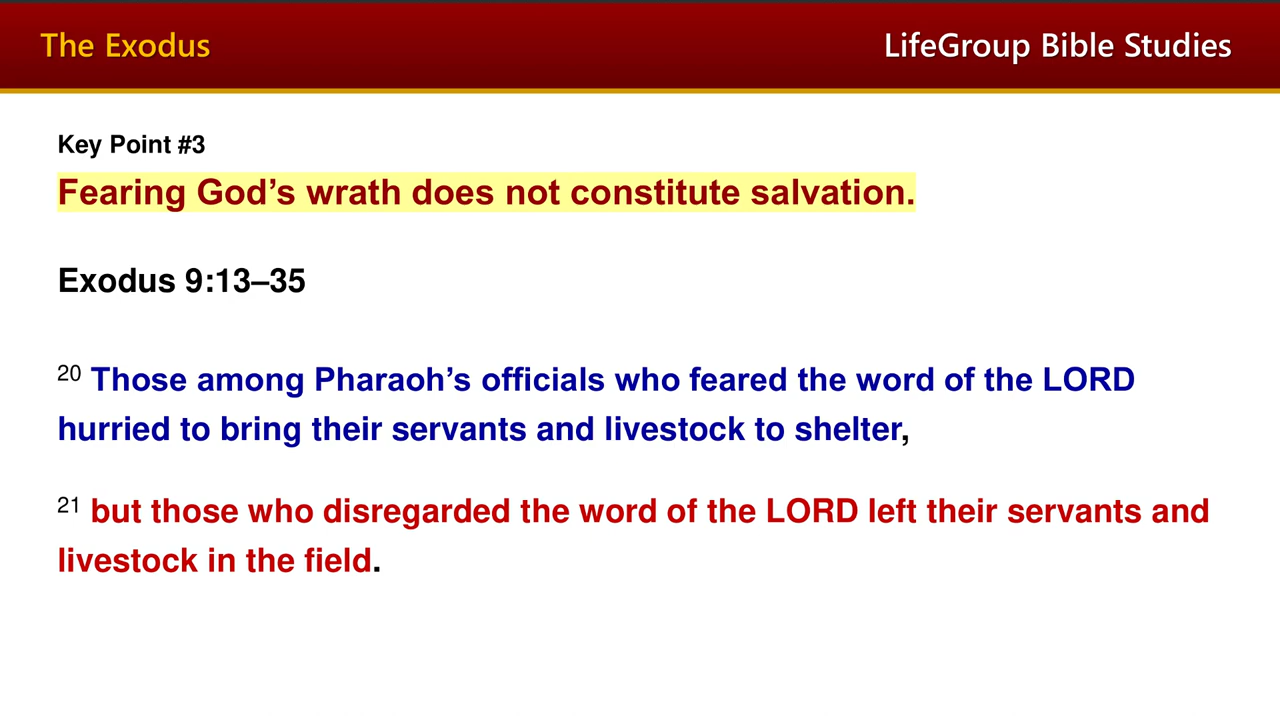 The Exodus
LifeGroup Bible Studies
Key Point #3
Fearing God’s wrath does not constitute salvation.
Exodus 9:13–35
20 Those among Pharaoh’s officials who feared the word of the LORD
hurried to bring their servants and livestock to shelter,
21 but those who disregarded the word of the LORD left their servants and
livestock in the field.